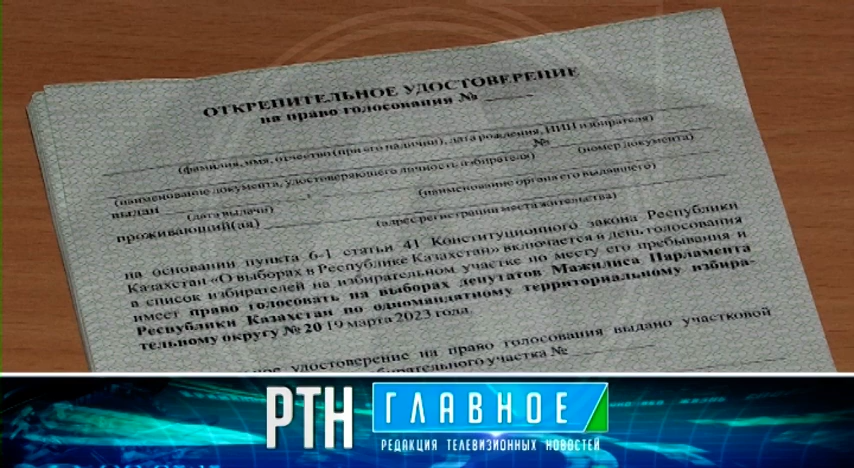 ОТКРЕПИТЕЛЬНОЕ УДОСТОВЕРЕНИЕ
на право голосования №
(фамилия, имя, отчество (при его наличии), дата рождения, ИИН избирателя)
№
(наименование документа, удостоверяющего личность избирателя) (номер документа)
выдан
(дата выдачи) (наименование органа его выдавшего)
проживающий(ая)
(адрес регистрации места жительства)
на основании пункта 6-1 статьи 41 Конституционного закона Республики
Казахстан «О выборах в Республике Казахстан» включается в день голосования
в список избирателей на избирательном участке по месту его пребывания и
имеет право голосовать на выборах депутатов Мажилиса Парламента
Республики Казахстан по одномандатному территориальному избира-
тельному округу № 20 19 марта 2023 года.
удостоверение на право голосования выдано участковой
участка №
РТН ГЛАВНОЕ
РЕДАКЦИЯ ТЕЛЕВИЗИОННЫХ НОВОСТЕЙ